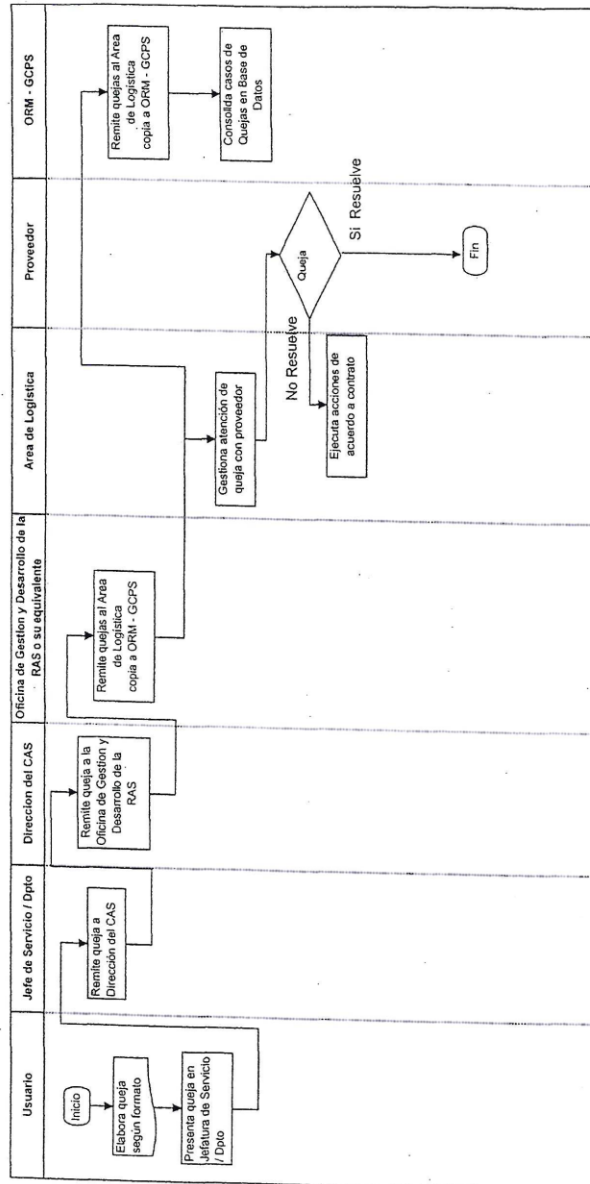 Usuario
Jefe de Servicio / Dpto
Direccion del CAS
Oficina de Gestion y Desarrollo de la
RAS o su equivalente
Area de Logística
Proveedor
ORM - GCPS
Inicio
Elabora queja
según formato
Presenta queja en
Jefatura de Servicio
/ Dpto
Remite queja a
Dirección del CAS
Remite queja a la
Oficina de Gestion y
Desarrollo de la
RAS
Remite quejas al Area
de Logística
copia a ORM - GCPS
Gestiona atención de
queja con proveedor
Ejecuta acciones de
acuerdo a contrato
No Resuelve
Queja
Si Resuelve
Fin
Remite quejas al Area
de Logística
copia a ORM - GCPS
Consolida casos de
Quejas en Base de
Datos